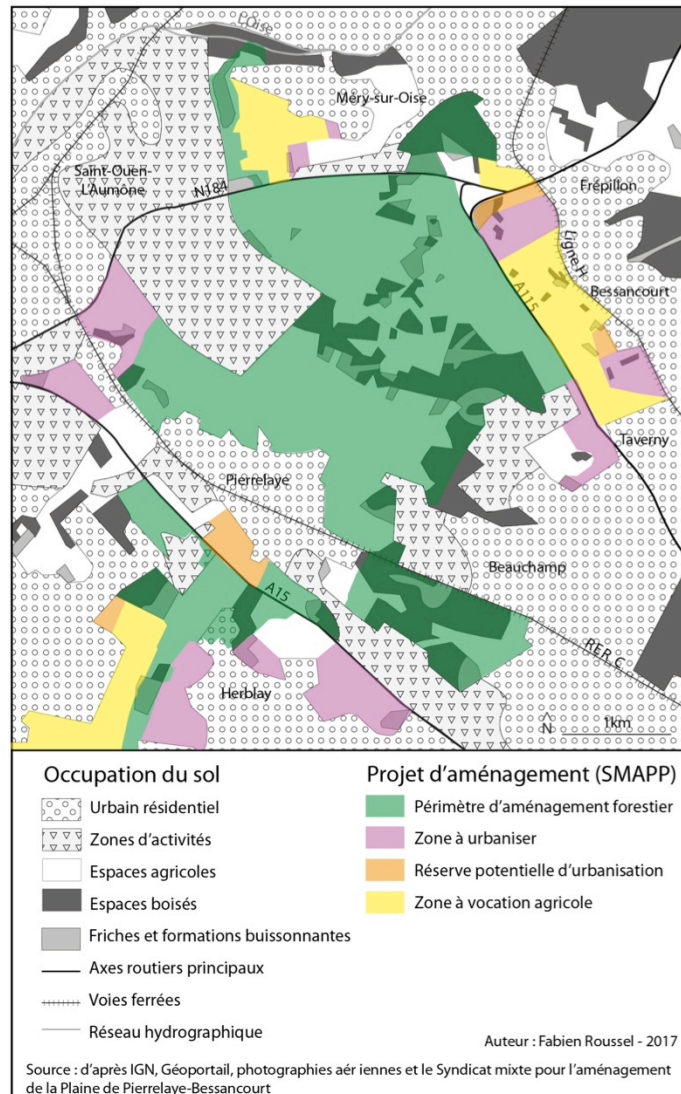 L'Oise
Méry-sur-Oise
Saint-Ouen-
L'Aumône
N184
Frépillon
Ligne H
Bessancourt
A115
Taverny
Pierrelaye
Beauchamp
A15
RER C
Herblay
N
1km
Occupation du sol
Urbain résidentiel
Zones d'activités
Espaces agricoles
Espaces boisés
Friches et formations buissonnantes
Axes routiers principaux
Voies ferrées
Réseau hydrographique
Projet d'aménagement (SMAPP)
Périmètre d'aménagement forestier
Zone à urbaniser
Réserve potentielle d'urbanisation
Zone à vocation agricole
Auteur : Fabien Roussel - 2017
Source : d'après IGN, Géoportail, photographies aér iennes et le Syndicat mixte pour l'aménagement
de la Plaine de Pierrelaye-Bessancourt